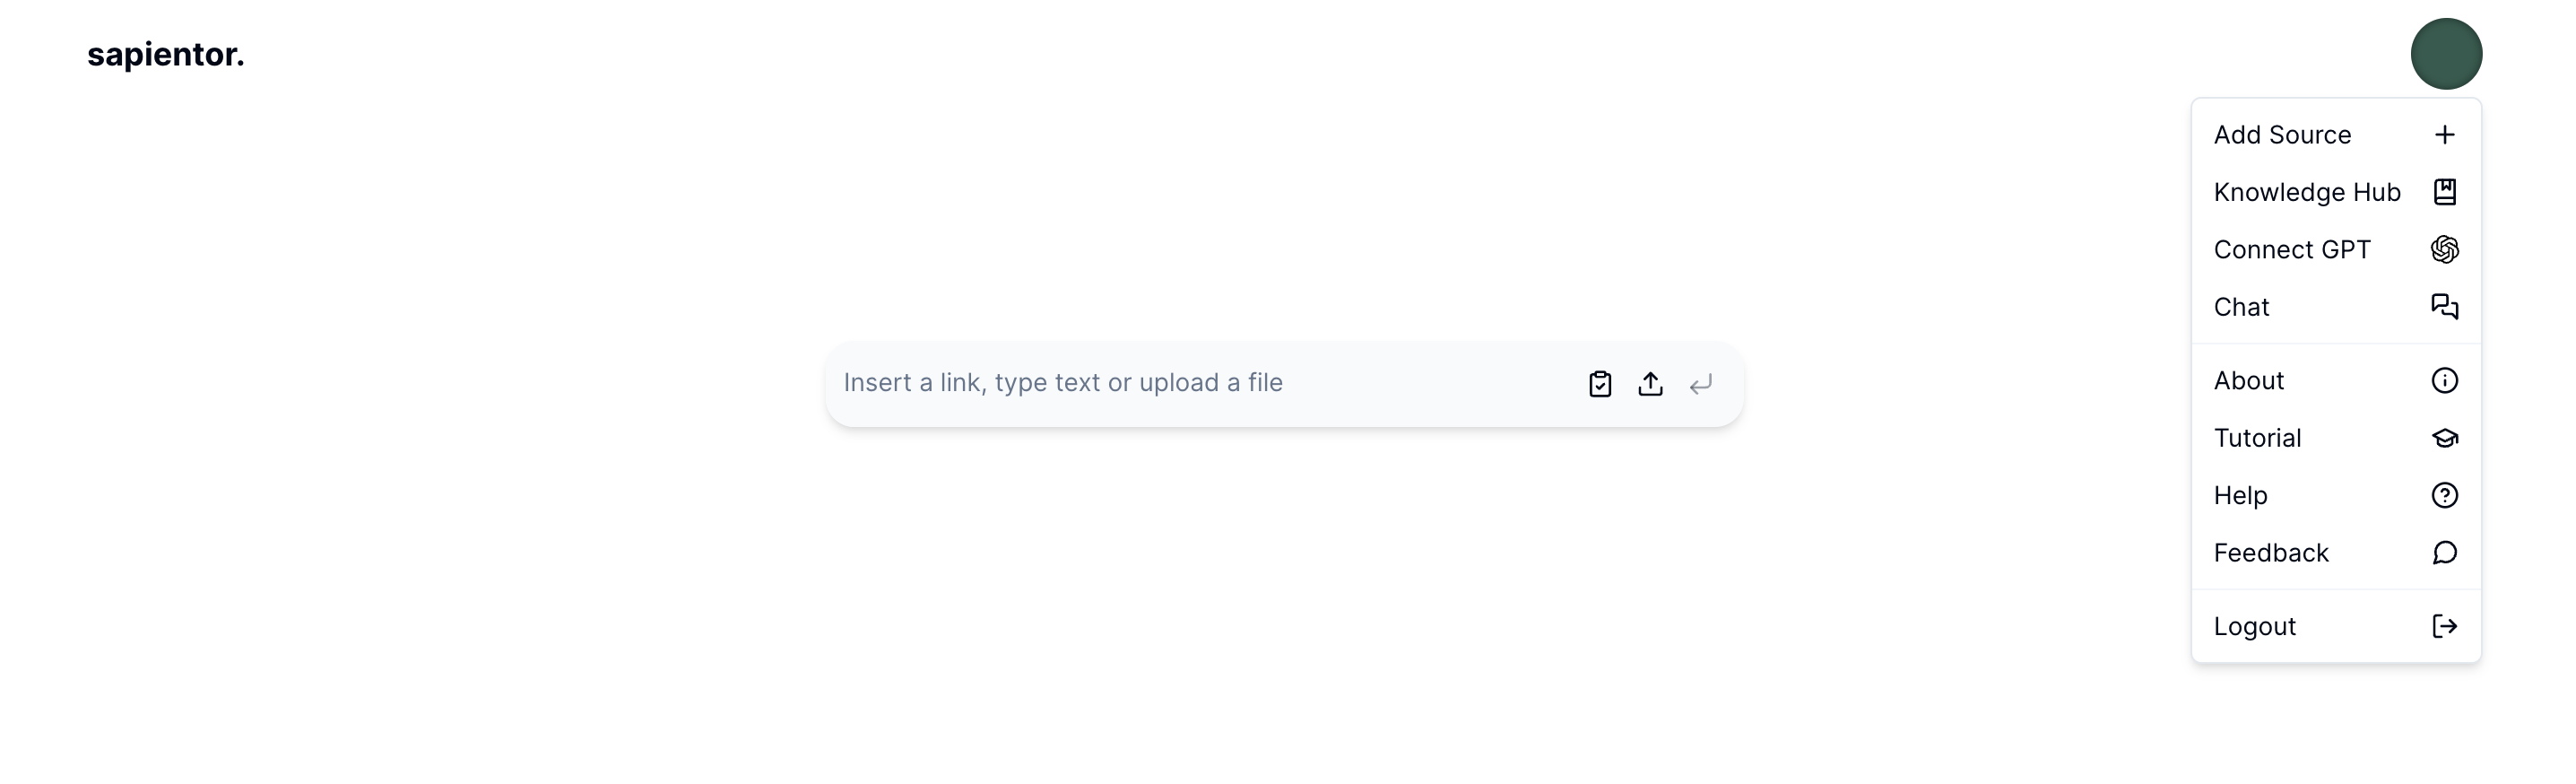 sapientor.
Add Source
Knowledge Hub
Connect GPT
Chat
Insert a link, type text or upload a file
About
Tutorial
Help
Feedback
Logout